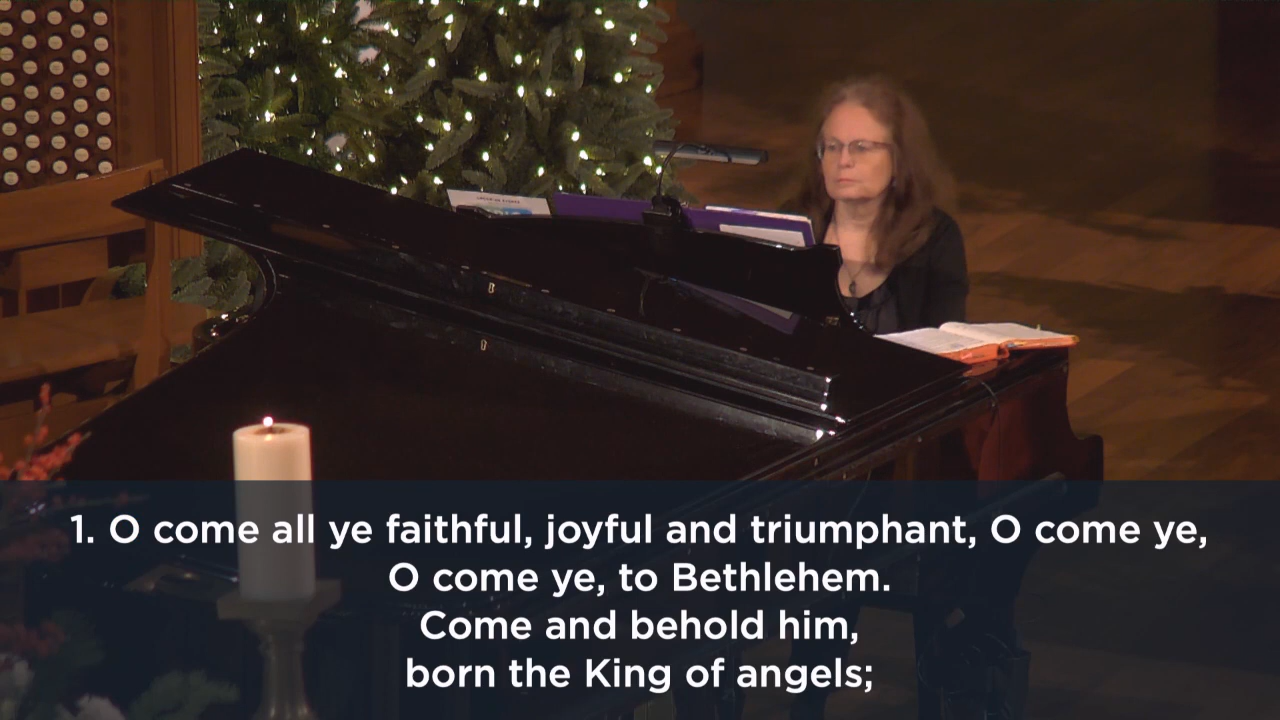 1. O come all ye faithful, joyful and triumphant, O come ye,
O come ye, to Bethlehem.
Come and behold him,
born the King of angels;